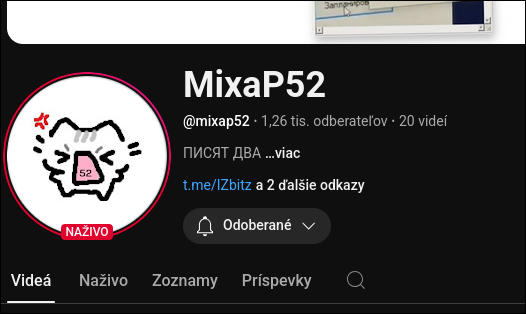 Запланиров
MixaP52
@mixap52 · 1,26 tis. odberateľov · 20 videí
ПИСЯТ ДВА ...viac
t.me/IZbitz a 2 ďalšie odkazy
52
NAŽIVO
Odoberané
Videá Naživo Zoznamy Príspevky